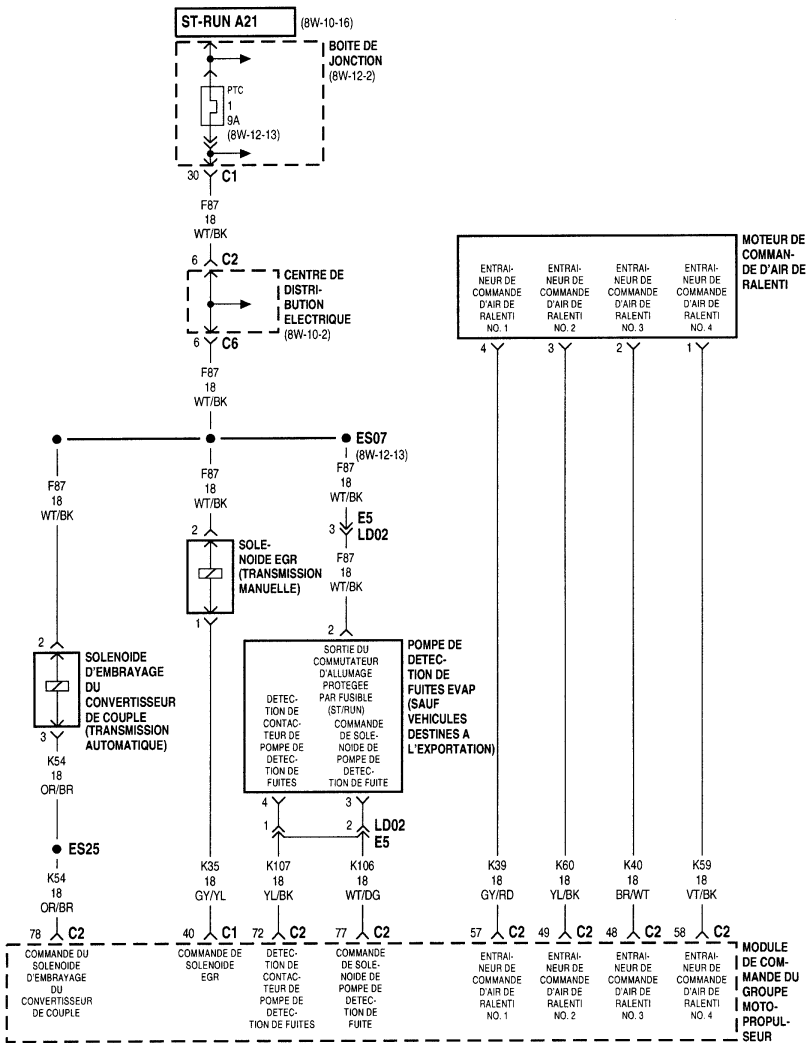 ST-RUN A21
(8W-10-16)
BOITE DE
JONCTION
(8W-12-2)
PTC
1
9A
(8W-12-13)
30
C1
F87
18
WT/BK
6
C2
CENTRE DE
DISTRI-
BUTION
ELECTRIQUE
(8W-10-2)
6
C6
F87
18
WT/BK
MOTEUR DE
COMMAN-
DE D'AIR DE
RALENTI
ENTRAI-
NEUR DE
COMMANDE
D'AIR DE
RALENTI
NO. 1
ENTRAI-
NEUR DE
COMMANDE
D'AIR DE
RALENTI
NO. 2
ENTRAI-
NEUR DE
COMMANDE
D'AIR DE
RALENTI
NO. 3
ENTRAI-
NEUR DE
COMMANDE
D'AIR DE
RALENTI
NO. 4
4
3
2
1
ES07
(8W-12-13)
F87
18
WT/BK
F87
18
WT/BK
F87
18
WT/BK
3
E5
LD02
F87
18
WT/BK
2
SOLE-
NOIDE EGR
(TRANSMISSION
MANUELLE)
1
2
SOLENOIDE
D'EMBRAYAGE
DU
CONVERTISSEUR
DE COUPLE
(TRANSMISSION
AUTOMATIQUE)
3
2
SORTIE DU
COMMUTATEUR
D'ALLUMAGE
PROTEGEE
PAR FUSIBLE
(ST/RUN)
DETEC-
TION DE
CONTAC-
TEUR DE
POMPE DE
DETEC-
TION DE
FUITES
COMMANDE
DE SOLE-
NOIDE DE
POMPE DE
DETEC-
TION DE FUITE
POMPE DE
DETEC-
TION DE
FUITES EVAP
(SAUF
VEHICULES
DESTINES A
L'EXPORTATION)
4
3
1
2
LD02
E5
K54
18
OR/BR
ES25
K54
18
OR/BR
K35
18
GY/YL
K107
18
YL/BK
K106
18
WT/DG
K39
18
GY/RD
K60
18
YL/BK
K40
18
BR/WT
K59
18
VT/BK
78
C2
40
C1
72
C2
77
C2
57
C2
49
C2
48
C2
58
C2
COMMANDE DU
SOLENOIDE
D'EMBRAYAGE
DU
CONVERTISSEUR
DE COUPLE
COMMANDE DE
SOLENOIDE
EGR
DETEC-
TION DE
CONTAC-
TEUR DE
POMPE DE
DETEC-
TION DE FUITES
COMMANDE
DE SOLE-
NOIDE DE
POMPE DE
DETEC-
TION DE
FUITE
ENTRAI-
NEUR DE
COMMANDE
D'AIR DE
RALENTI
NO. 1
ENTRAI-
NEUR DE
COMMANDE
D'AIR DE
RALENTI
NO. 2
ENTRAI-
NEUR DE
COMMANDE
D'AIR DE
RALENTI
NO. 3
ENTRAI-
NEUR DE
COMMANDE
D'AIR DE
RALENTI
NO. 4
MODULE
DE COM-
MANDE DU
GROUPE
MOTO-
PROPUL-
SEUR